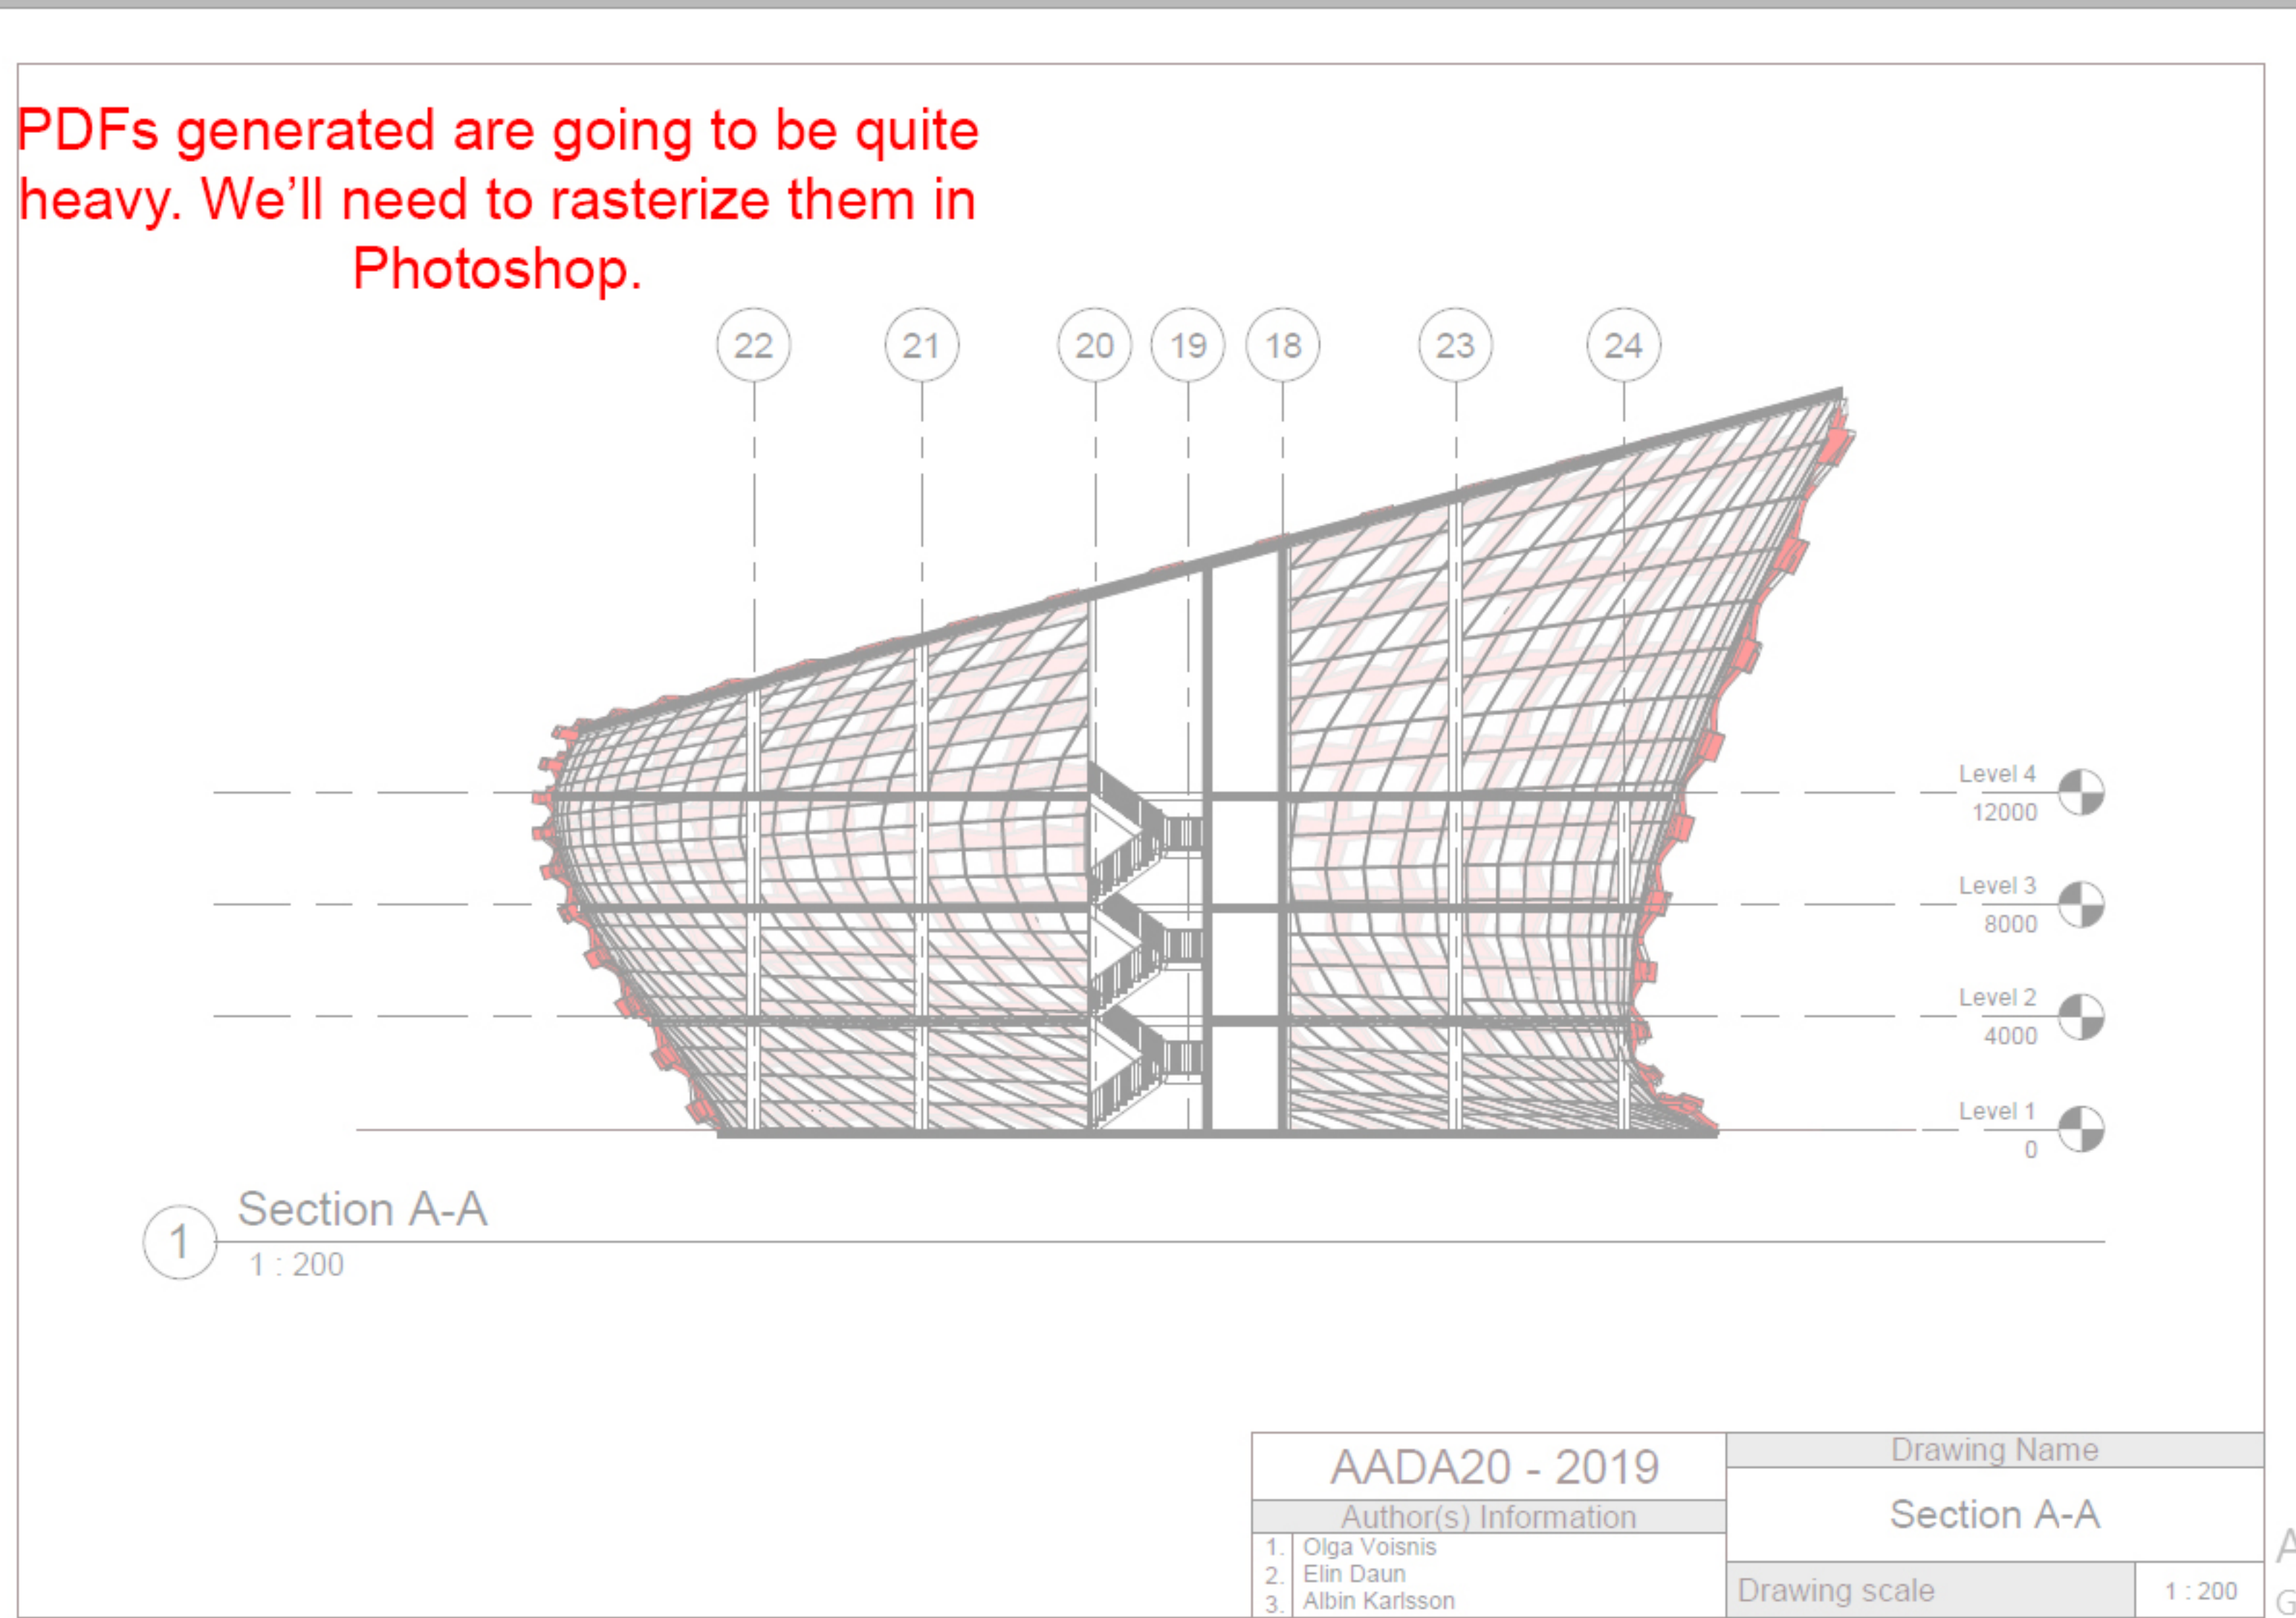 PDFs generated are going to be quite
heavy. We’ll need to rasterize them in
Photoshop.
22 21 20 19 18 23 24
Level 4
12000
Level 3
8000
Level 2
4000
Level 1
0
1 Section A-A
1 : 200
AADA20 - 2019
Author(s) Information
1. Olga Voisnis
2. Elin Daun
3. Albin Karlsson
Drawing Name
Section A-A
Drawing scale 1 : 200